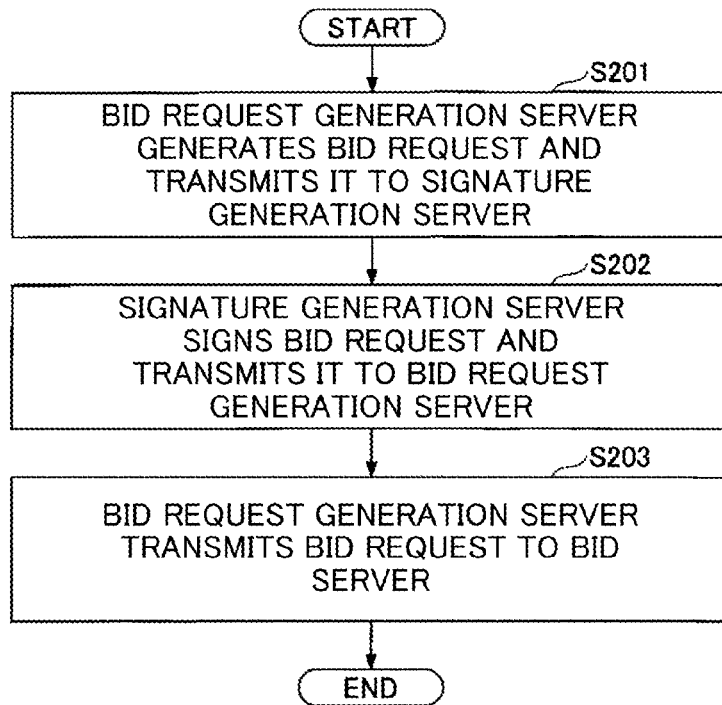 START
S201
BID REQUEST GENERATION SERVER
GENERATES BID REQUEST AND
TRANSMITS IT TO SIGNATURE
GENERATION SERVER
S202
SIGNATURE GENERATION SERVER
SIGNS BID REQUEST AND
TRANSMITS IT TO BID REQUEST
GENERATION SERVER
S203
BID REQUEST GENERATION SERVER
TRANSMITS BID REQUEST TO BID
SERVER
END